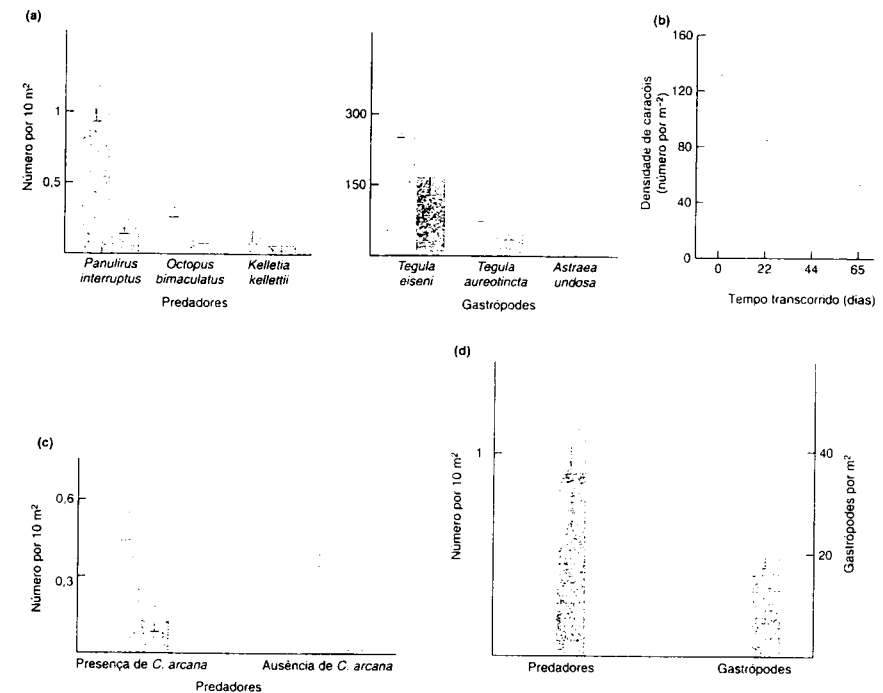 (a)
Número por 10 m²
1
0,5
Panulirus interruptus
Octopus bimaculatus
Kelletia kellettii
Predadores
300
150
Tegula eiseni
Tegula aureotincta
Astraea undosa
Gastrópodes
(b)
Densidade de caracóis
(número por m⁻²)
160
120
80
40
0
0 22 44 65
Tempo transcorrido (dias)
(c)
Número por 10 m²
0,6
0,3
Presença de C. arcana
Ausência de C. arcana
Predadores
(d)
Número por 10 m²
1
40
20
Gastrópodes por m²
Predadores
Gastrópodes